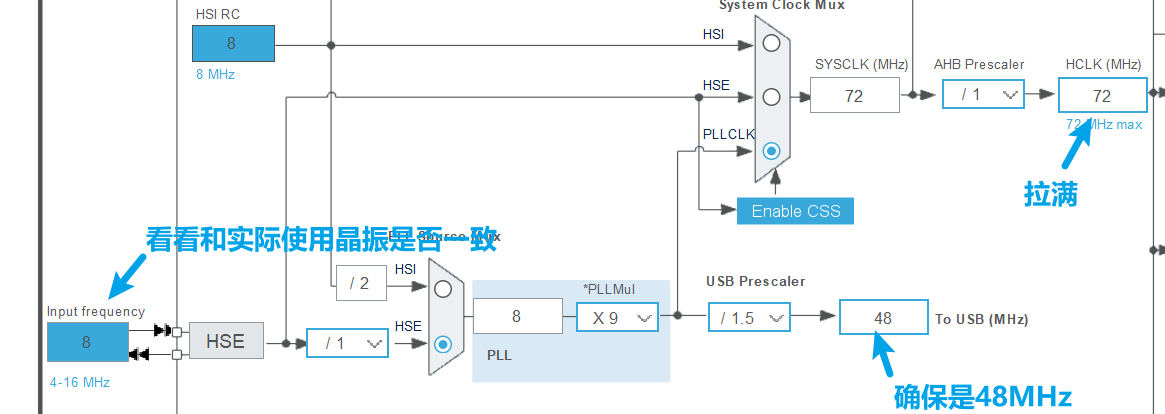 System Clock Mux
HSI RC
8
8 MHz
HSI
SYSCLK (MHz)
AHB Prescaler
HCLK (MHz)
HSE
72
/ 1
72
72 MHz max
PLLCLK
拉满
Enable CSS
看看和实际使用晶振是否一致
HSI
/ 2
*PLLMul
USB Prescaler
Input frequency
8
HSE
/ 1
HSE
8
X 9
/ 1.5
48
To USB (MHz)
PLL
4-16 MHz
确保是48MHz